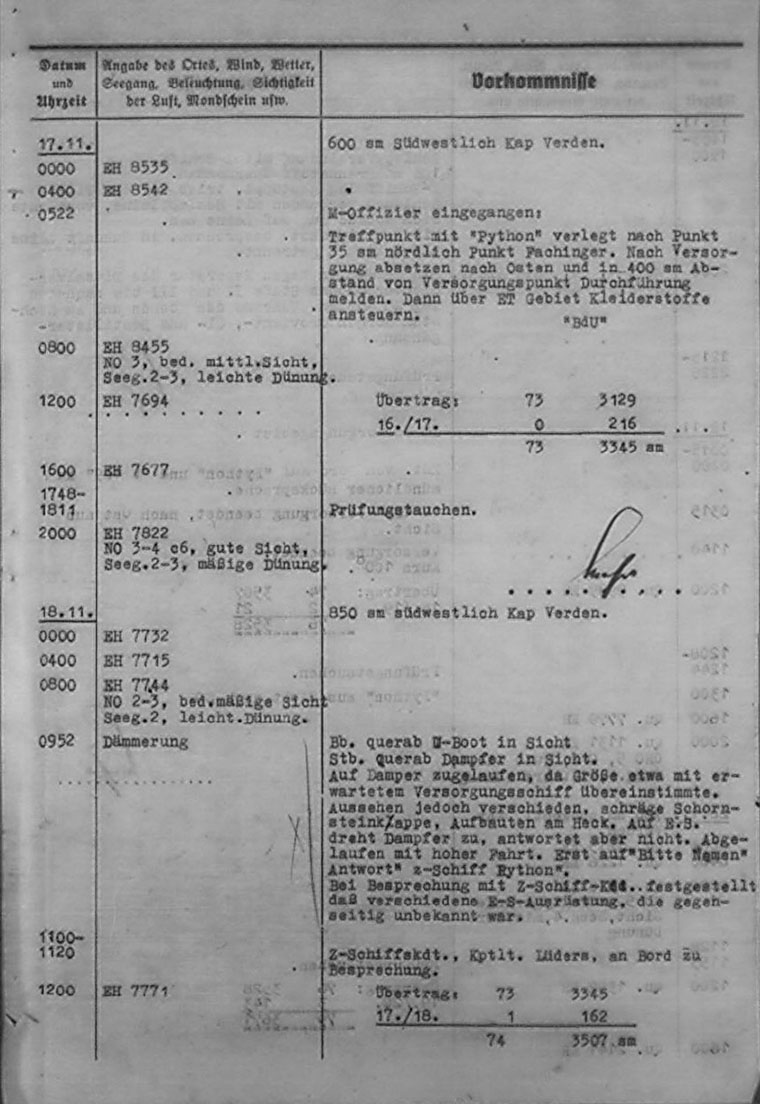 Datum und Uhrzeit
Angabe des Ortes, Wind, Wetter, Seegang, Beleuchtung, Sichtigkeit der Luft, Mondschein usw.
Vorkommnisse
17.11.
600 sm Südwestlich Kap Verden.
0000 EH 8535
0400 EH 8542
0522
M-Offizier eingegangen:
Treffpunkt mit "Python" verlegt nach Punkt
35 sm nördlich Punkt Pachinger. Nach Versor-
gung absetzen nach Osten und in 400 sm Ab-
stand von Versorgungspunkt Durchführung
melden. Dann über ET Gebiet Kleiderstoffe
ansteuern.
"BdU"
0800 EH 8455
NO 3, bed. mittl.Sicht,
Seeg.2-3, leichte Dünung.
1200 EH 7694
. . . . . . . . . .
Übertrag: 73 3129
16./17. 0 216
73 3345 sm
1600 EH 7677
1748-
1811
Prüfungstauchen.
2000 EH 7822
NO 3-4 c6, gute Sicht,
Seeg.2-3, mäßige Dünung.
. . . . . . . . . .
18.11.
850 sm südwestlich Kap Verden.
0000 EH 7732
0400 EH 7715
0800 EH 7744
NO 2-3, bed.mäßige Sicht
Seeg.2, leicht.Dünung.
0952 Dämmerung
Bb. querab U-Boot in Sicht
Stb. querab Dampfer in Sicht.
Auf Damper zugelaufen, da Größe etwa mit er-
wartetem Versorgungsschiff übereinstimmte.
Aussehen jedoch verschieden, schräge Schorn-
steinkappe, Aufbauten am Heck. Auf E.S.
dreht Dampfer zu, antwortet aber nicht. Abge-
laufen mit hoher Fahrt. Erst auf"Bitte Namen"
Antwort" z-Schiff Python".
Bei Besprechung mit Z-Schiff-Kdt. festgestellt
daß verschiedene E-S-Ausrüstung, die gegen-
seitig unbekannt war.
1100-
1120
Z-Schiffskdt., Kptlt. Lüders, an Bord zu
Besprechung.
1200 EH 7771
Übertrag: 73 3345
17./18. 1 162
74 3507 sm